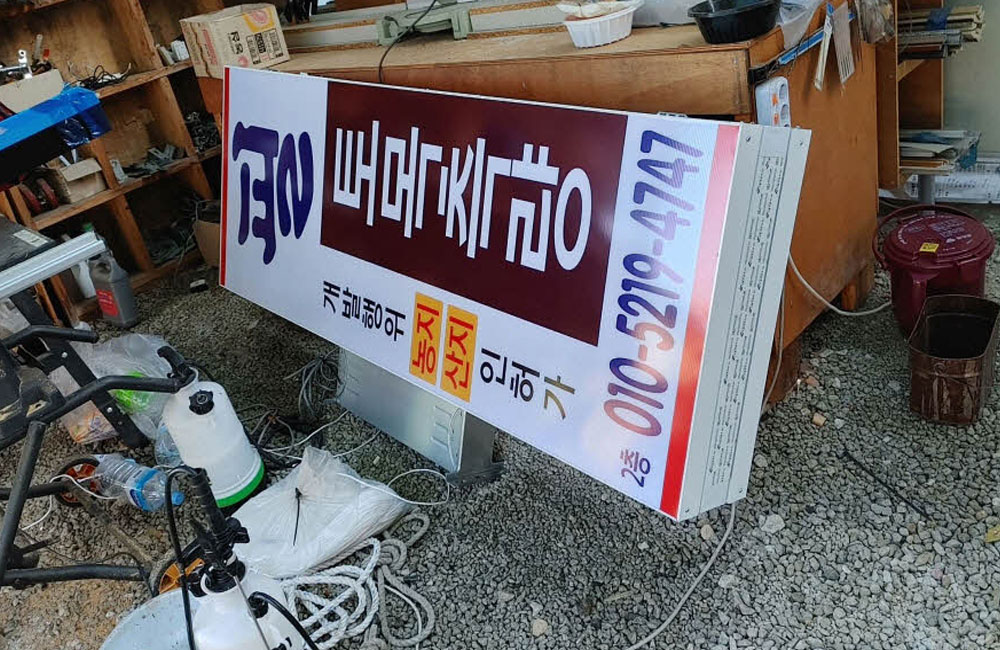 토목측량
개발행위 농지 산지 인허가
2층 010-5219-4747